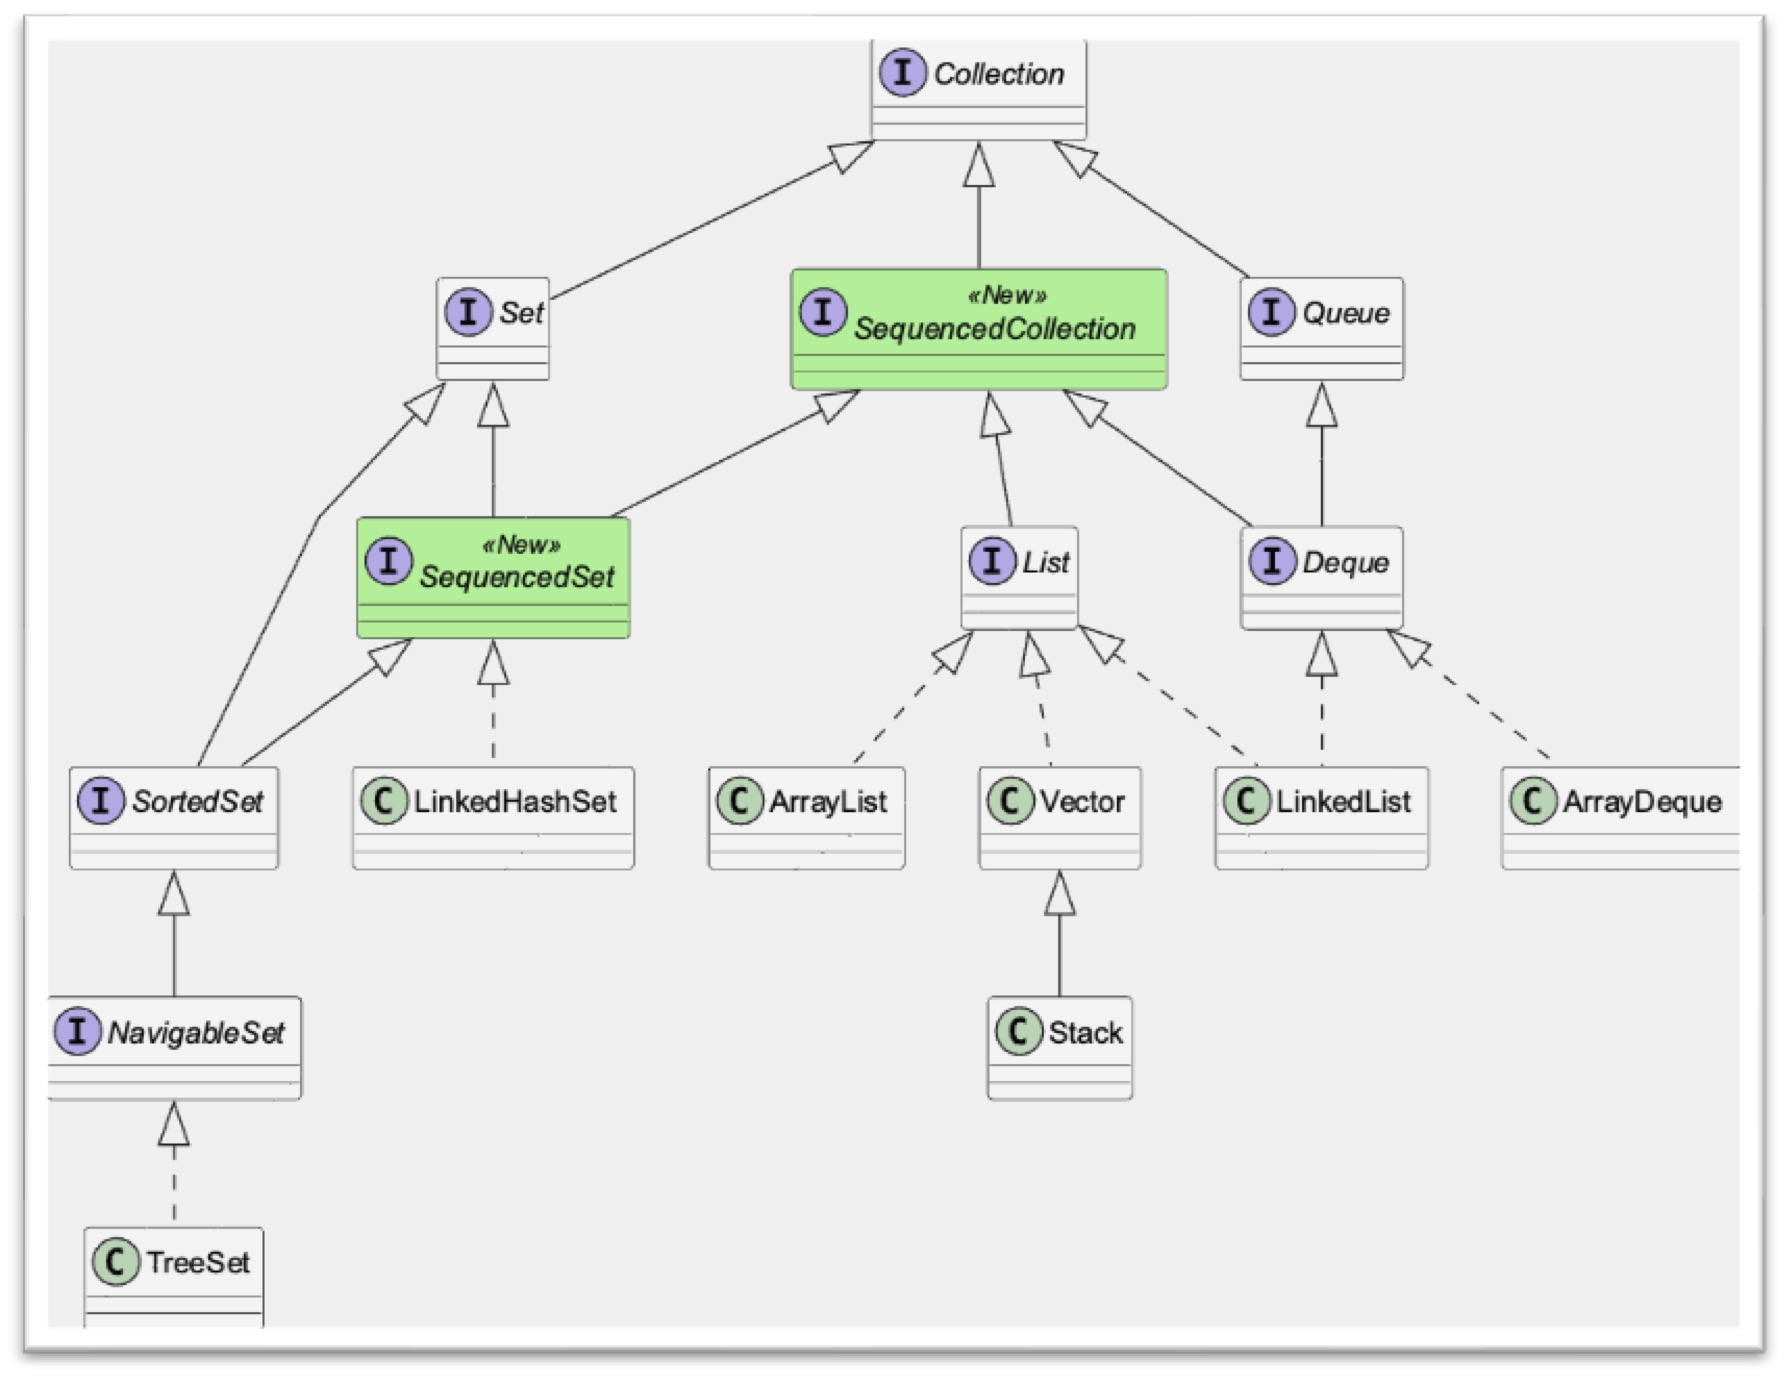 I Collection
I Set
«New»
I SequencedCollection
I Queue
«New»
I SequencedSet
I List
I Deque
I SortedSet
C LinkedHashSet
C ArrayList
C Vector
C LinkedList
C ArrayDeque
I NavigableSet
C Stack
C TreeSet